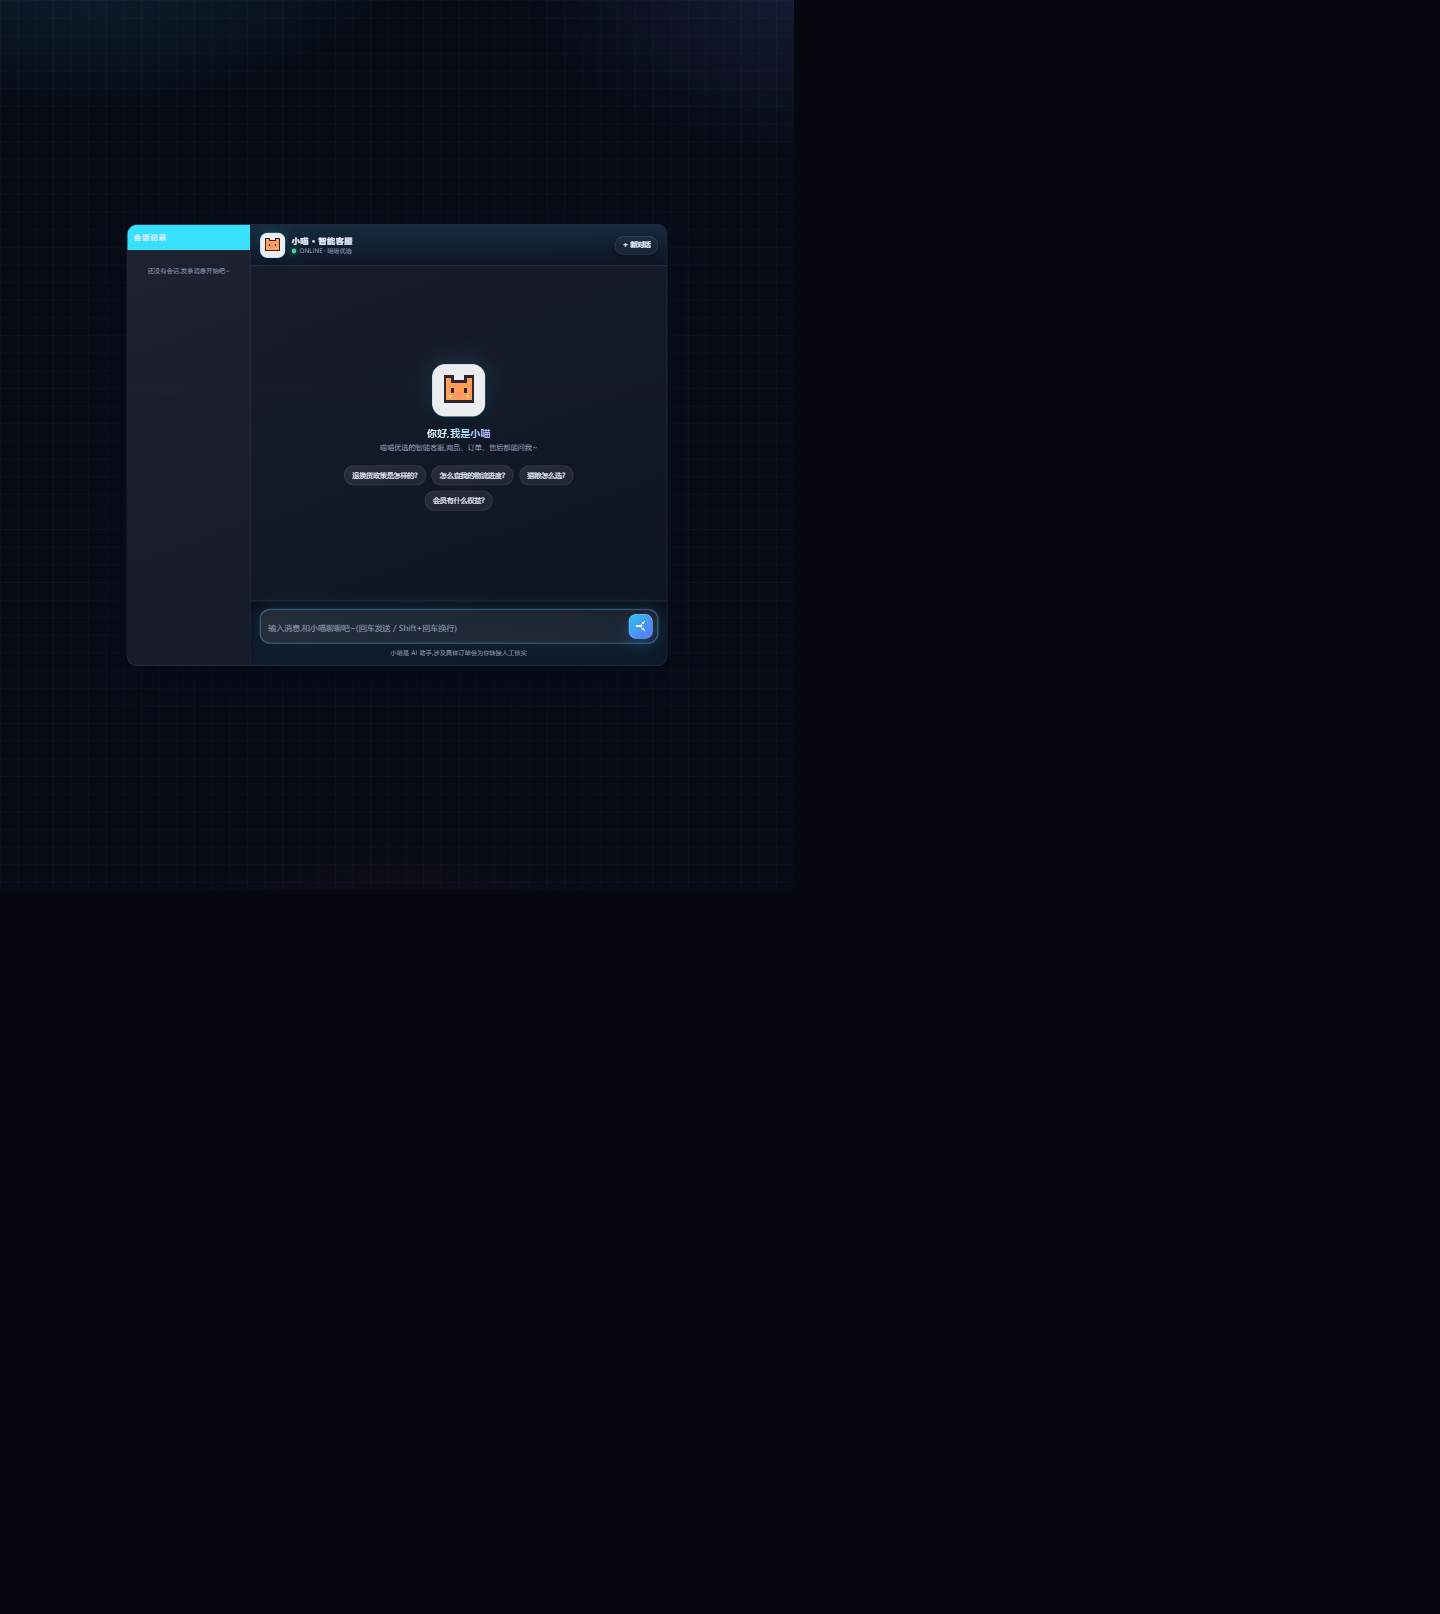 会话记录
还没有会话,发条消息开始吧~
小喵 • 智能客服
ONLINE · 喵喵优选
+ 新对话
你好,我是小喵
喵喵优选的智能客服,商品、订单、售后都能问我~
退换货政策是怎样的?
怎么查我的物流进度?
猫粮怎么选?
会员有什么权益?
输入消息,和小喵聊聊吧~(回车发送 / Shift+回车换行)
小喵是 AI 助手,涉及具体订单会为你转接人工核实